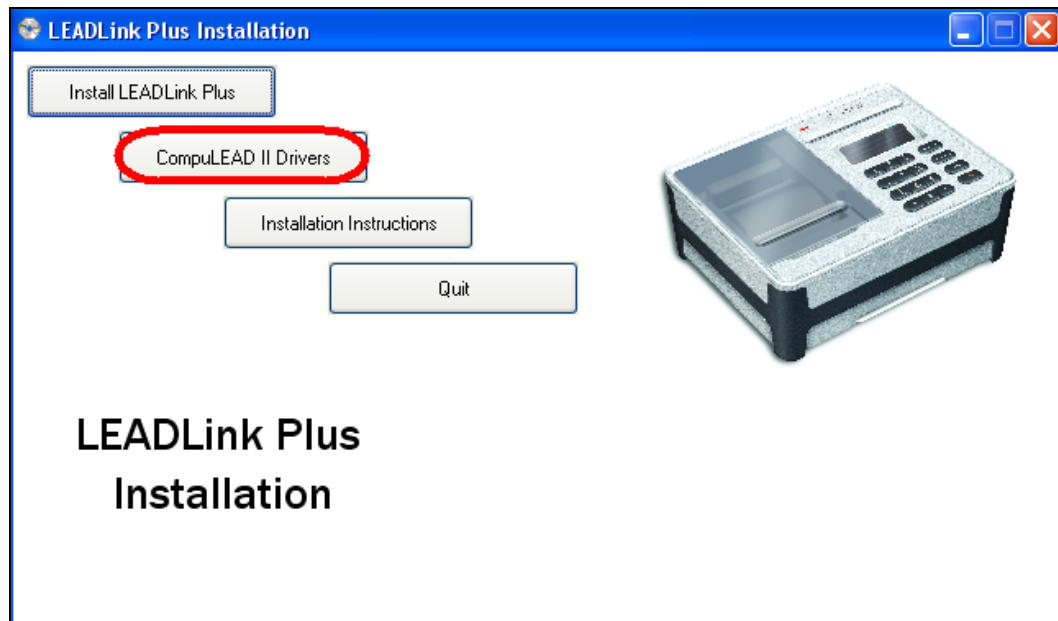 LEADLink Plus Installation
Install LEADLink Plus
CompuLEAD II Drivers
Installation Instructions
Quit
LEADLink Plus
Installation